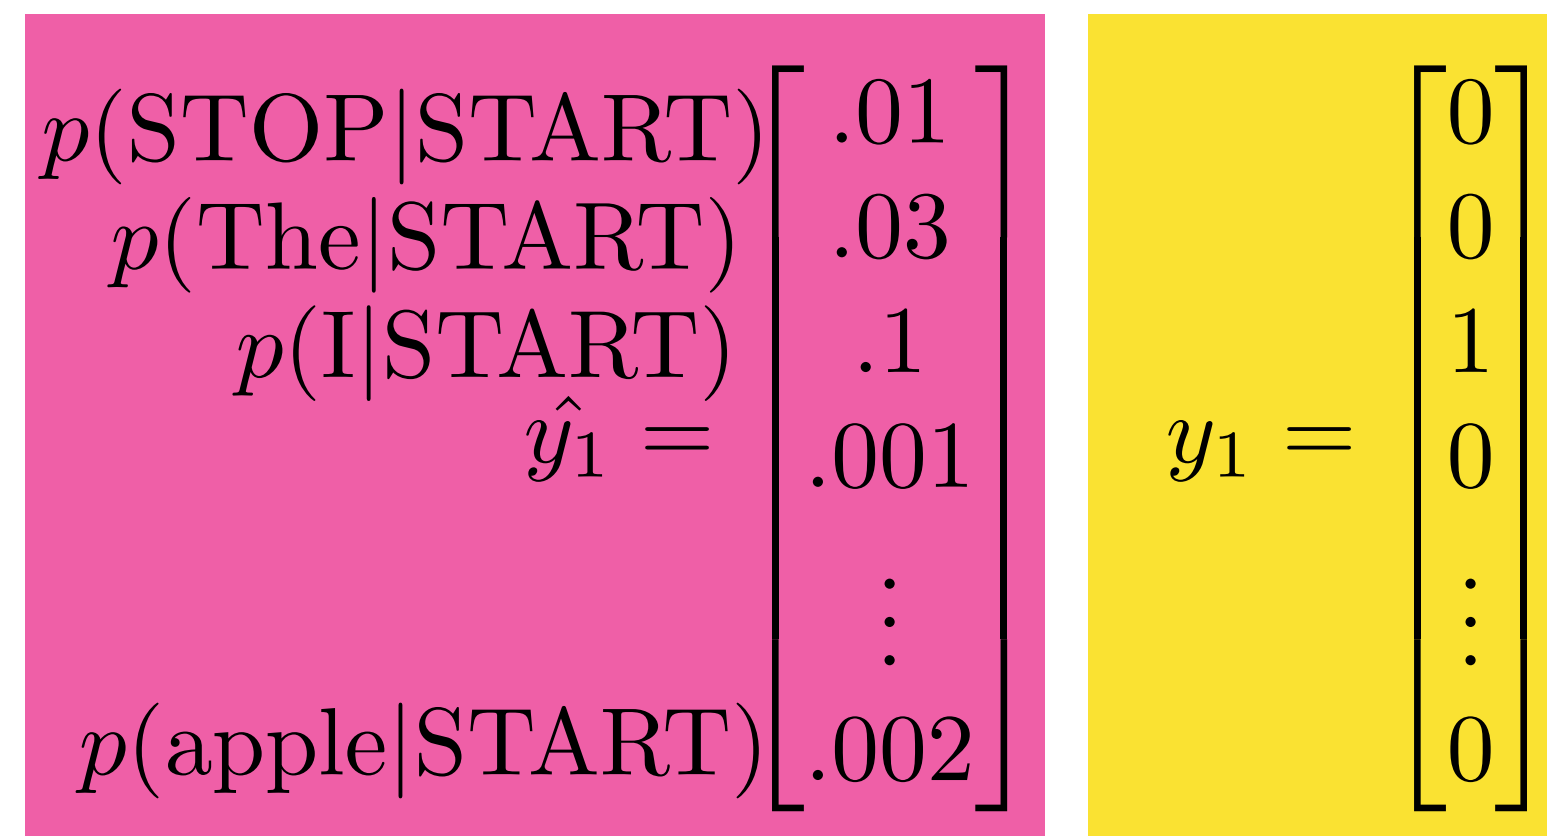 p(STOP|START) .01
p(The|START) .03
p(I|START) .1
ŷ₁ = .001
⋮
p(apple|START) .002
0
0
1
y₁ = 0
⋮
0